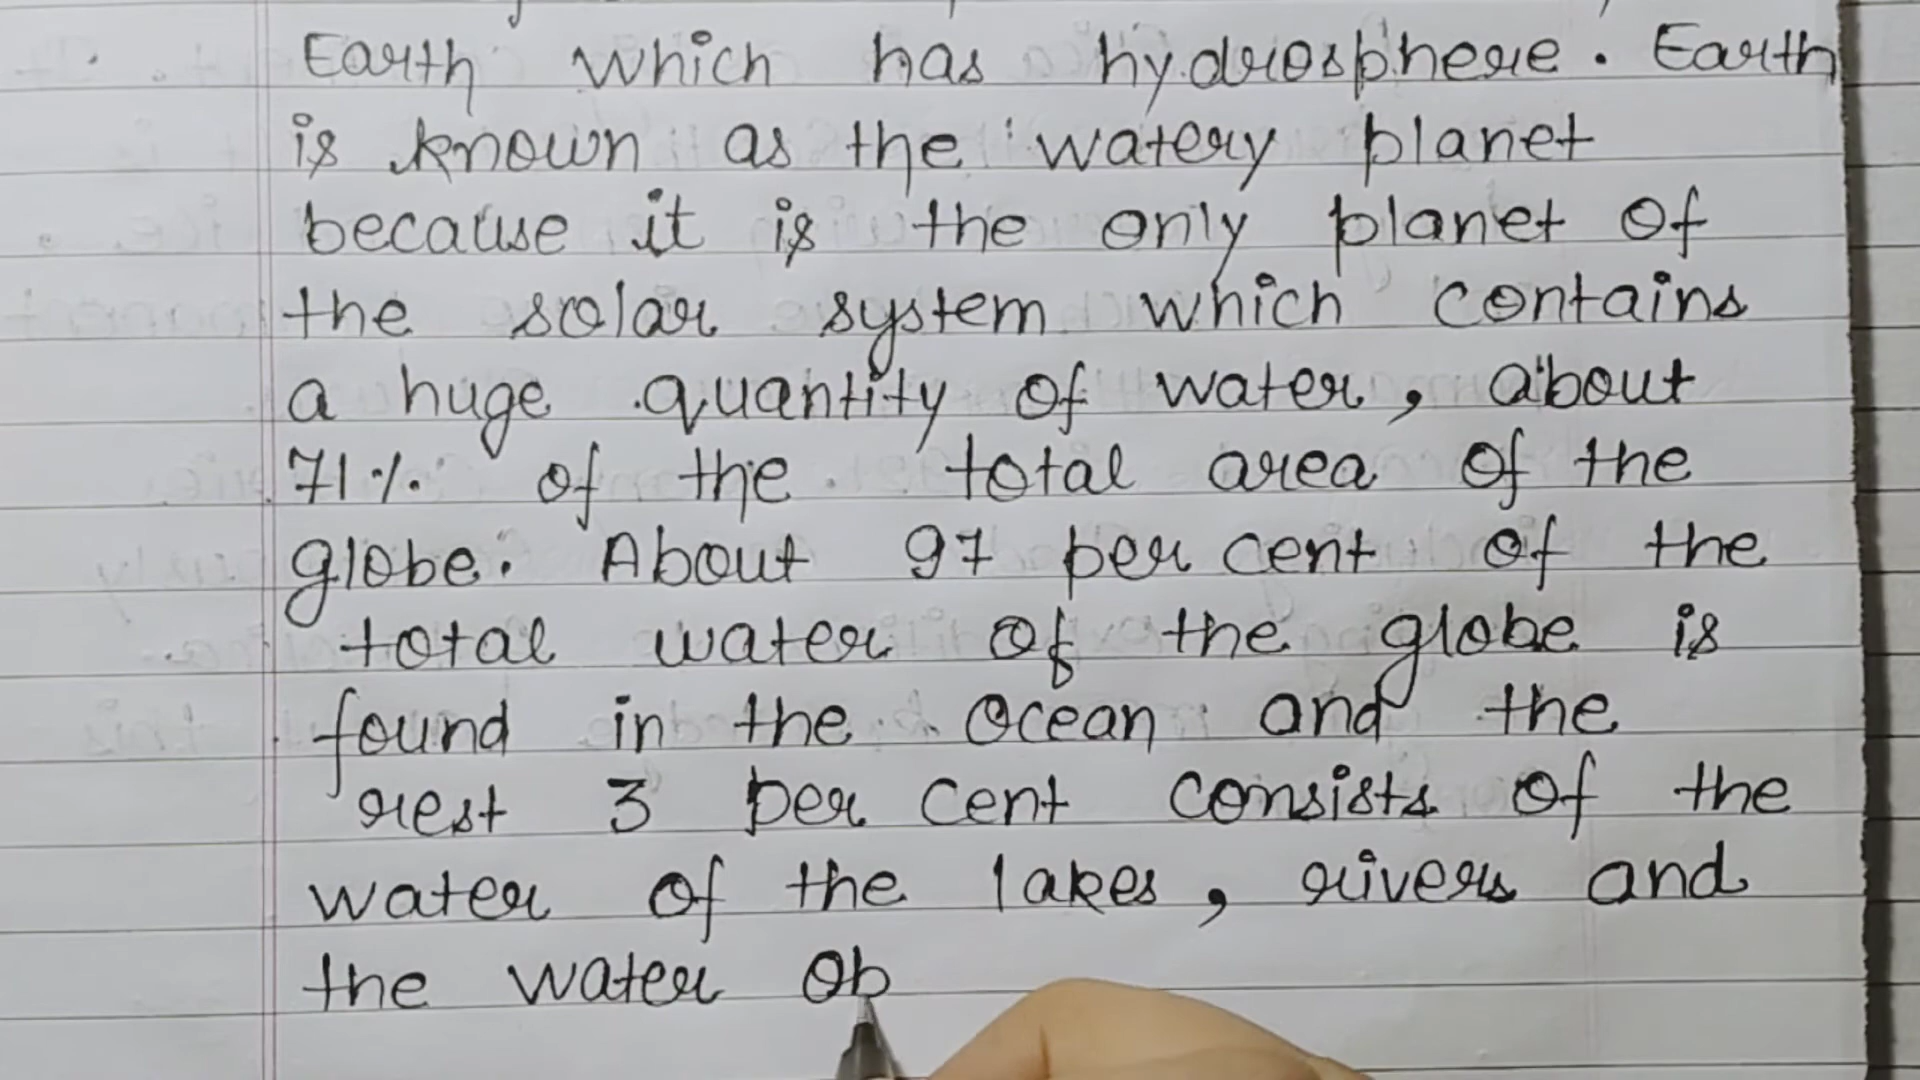 Earth which has hydrosphere. Earth
is known as the watery planet
because it is the only planet of
the solar system which contains
a huge quantity of water, about
71% of the total area of the
globe. About 97 per cent of the
total water of the globe is
found in the ocean and the
rest 3 per cent consists of the
water of the lakes, rivers and
the water ob